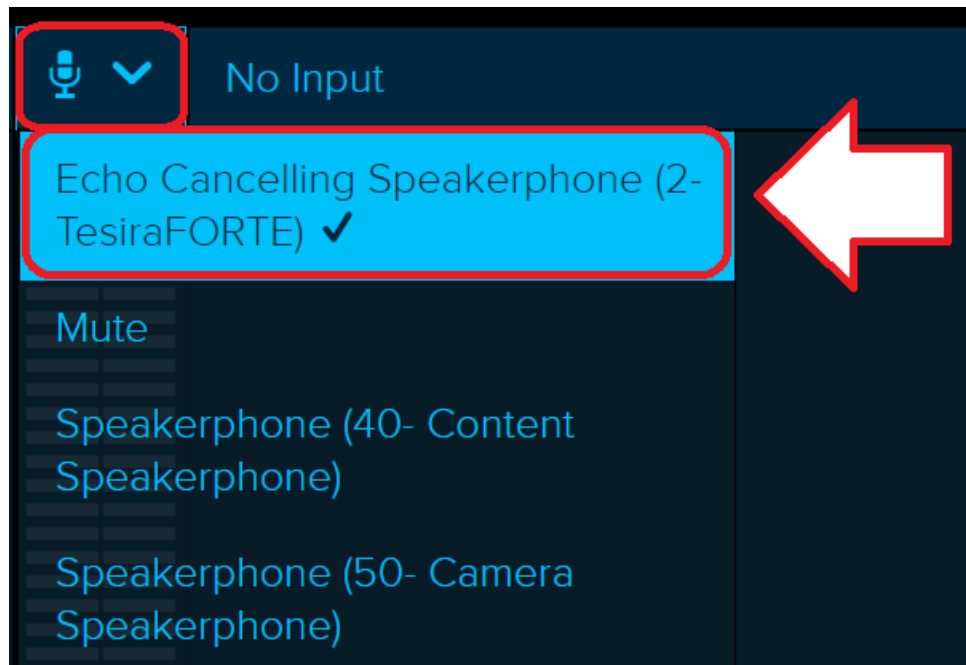 No Input
Echo Cancelling Speakerphone (2-
TesiraFORTE) ✓
Mute
Speakerphone (40- Content
Speakerphone)
Speakerphone (50- Camera
Speakerphone)